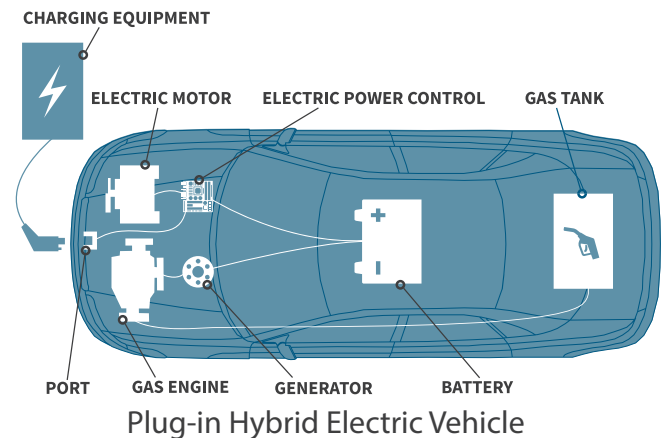 CHARGING EQUIPMENT
ELECTRIC MOTOR
ELECTRIC POWER CONTROL
GAS TANK
PORT
GAS ENGINE
GENERATOR
BATTERY
Plug-in Hybrid Electric Vehicle